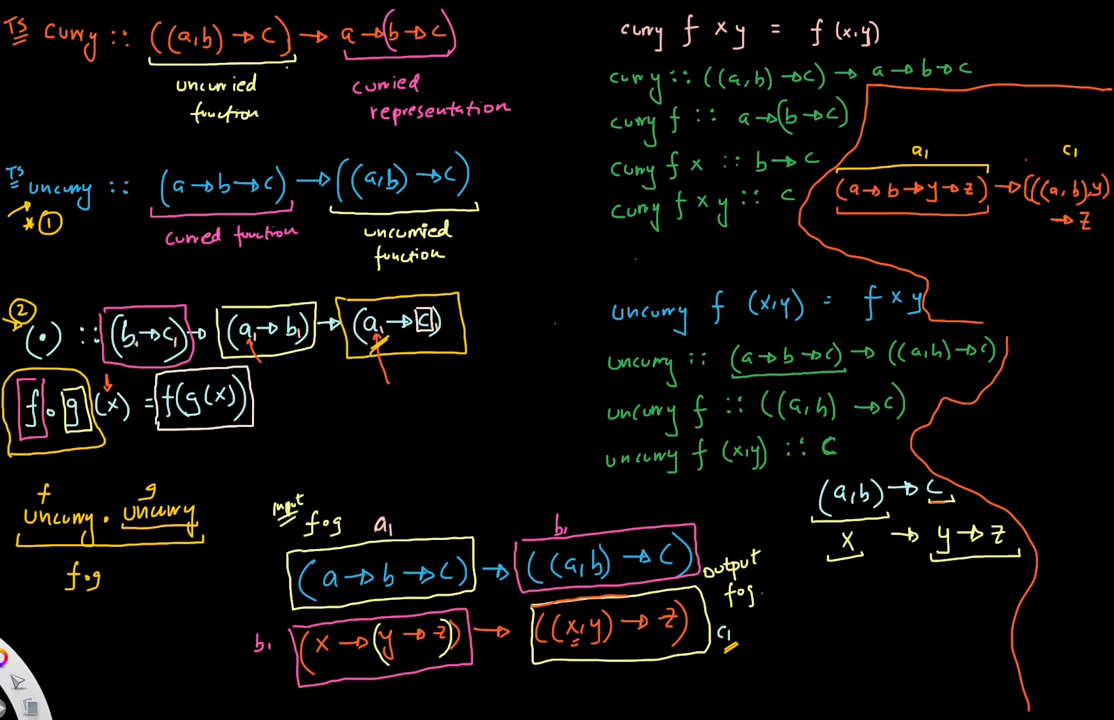 TS curry :: ((a,b) → c) → a → (b → c)
uncurried function
curried representation
TS uncurry :: (a → b → c) → ((a,b) → c)
* ①
curried function
uncurried function
② (.) :: (b₁ → c₁) → (a₁ → b₁) → (a₁ → c₁)
f o g (x) = f(g(x))
f g
uncurry . uncurry
fog
Input fog a₁ b₁
(a → b → c) → ((a,b) → c)
output fog
b₁ (x → (y → z)) → ((x,y) → z) c₁
curry f x y = f (x,y)
curry :: ((a,b) → c) → a → b → c
curry f :: a → (b → c)
curry f x :: b → c
curry f x y :: c
a₁ c₁
(a → b → y → z) → (((a,b),y)
→ z
uncurry f (x,y) = f x y
uncurry :: (a → b → c) → ((a,b) → c)
uncurry f :: ((a,b) → c)
uncurry f (x,y) :: c
(a,b) → c
x → y → z